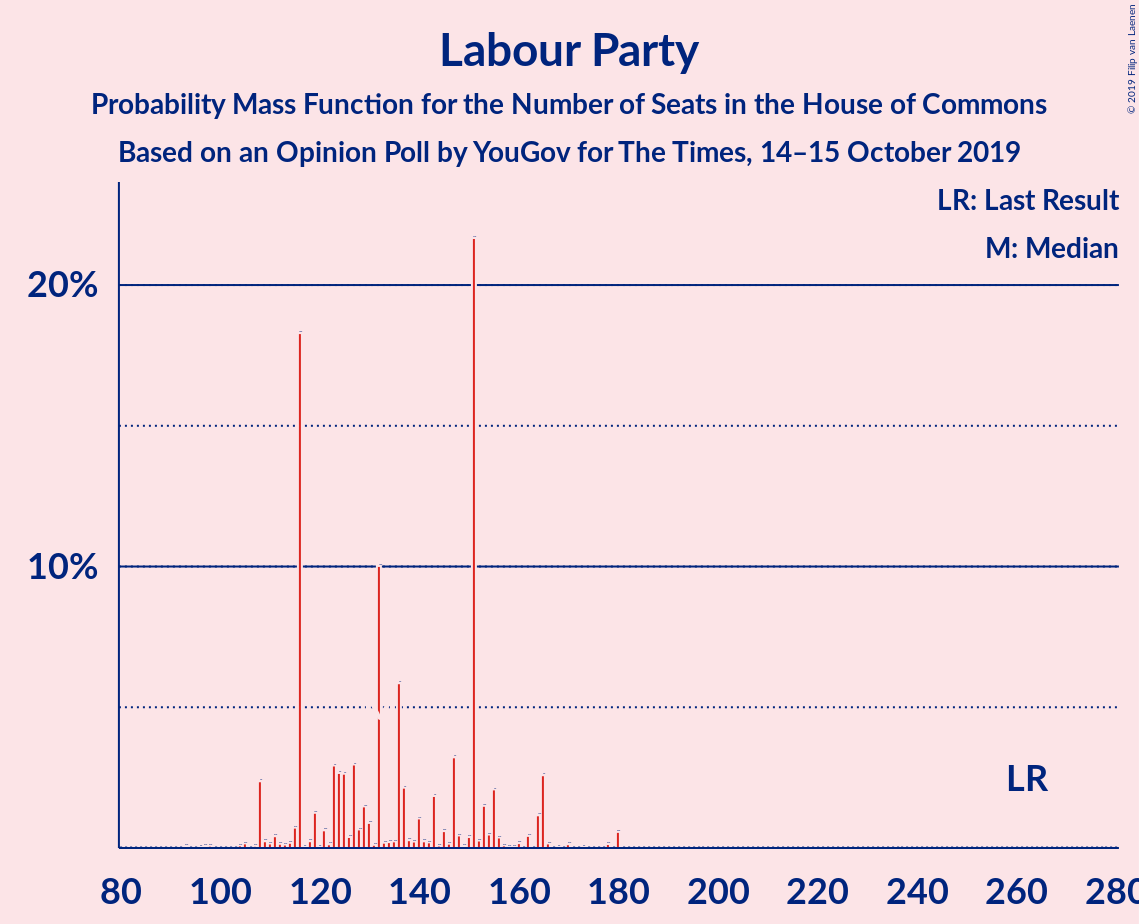 Labour Party
Probability Mass Function for the Number of Seats in the House of Commons
Based on an Opinion Poll by YouGov for The Times, 14–15 October 2019
© 2019 Filip van Laenen
LR: Last Result
M: Median
20%
10%
LR
80 100 120 140 160 180 200 220 240 260 280